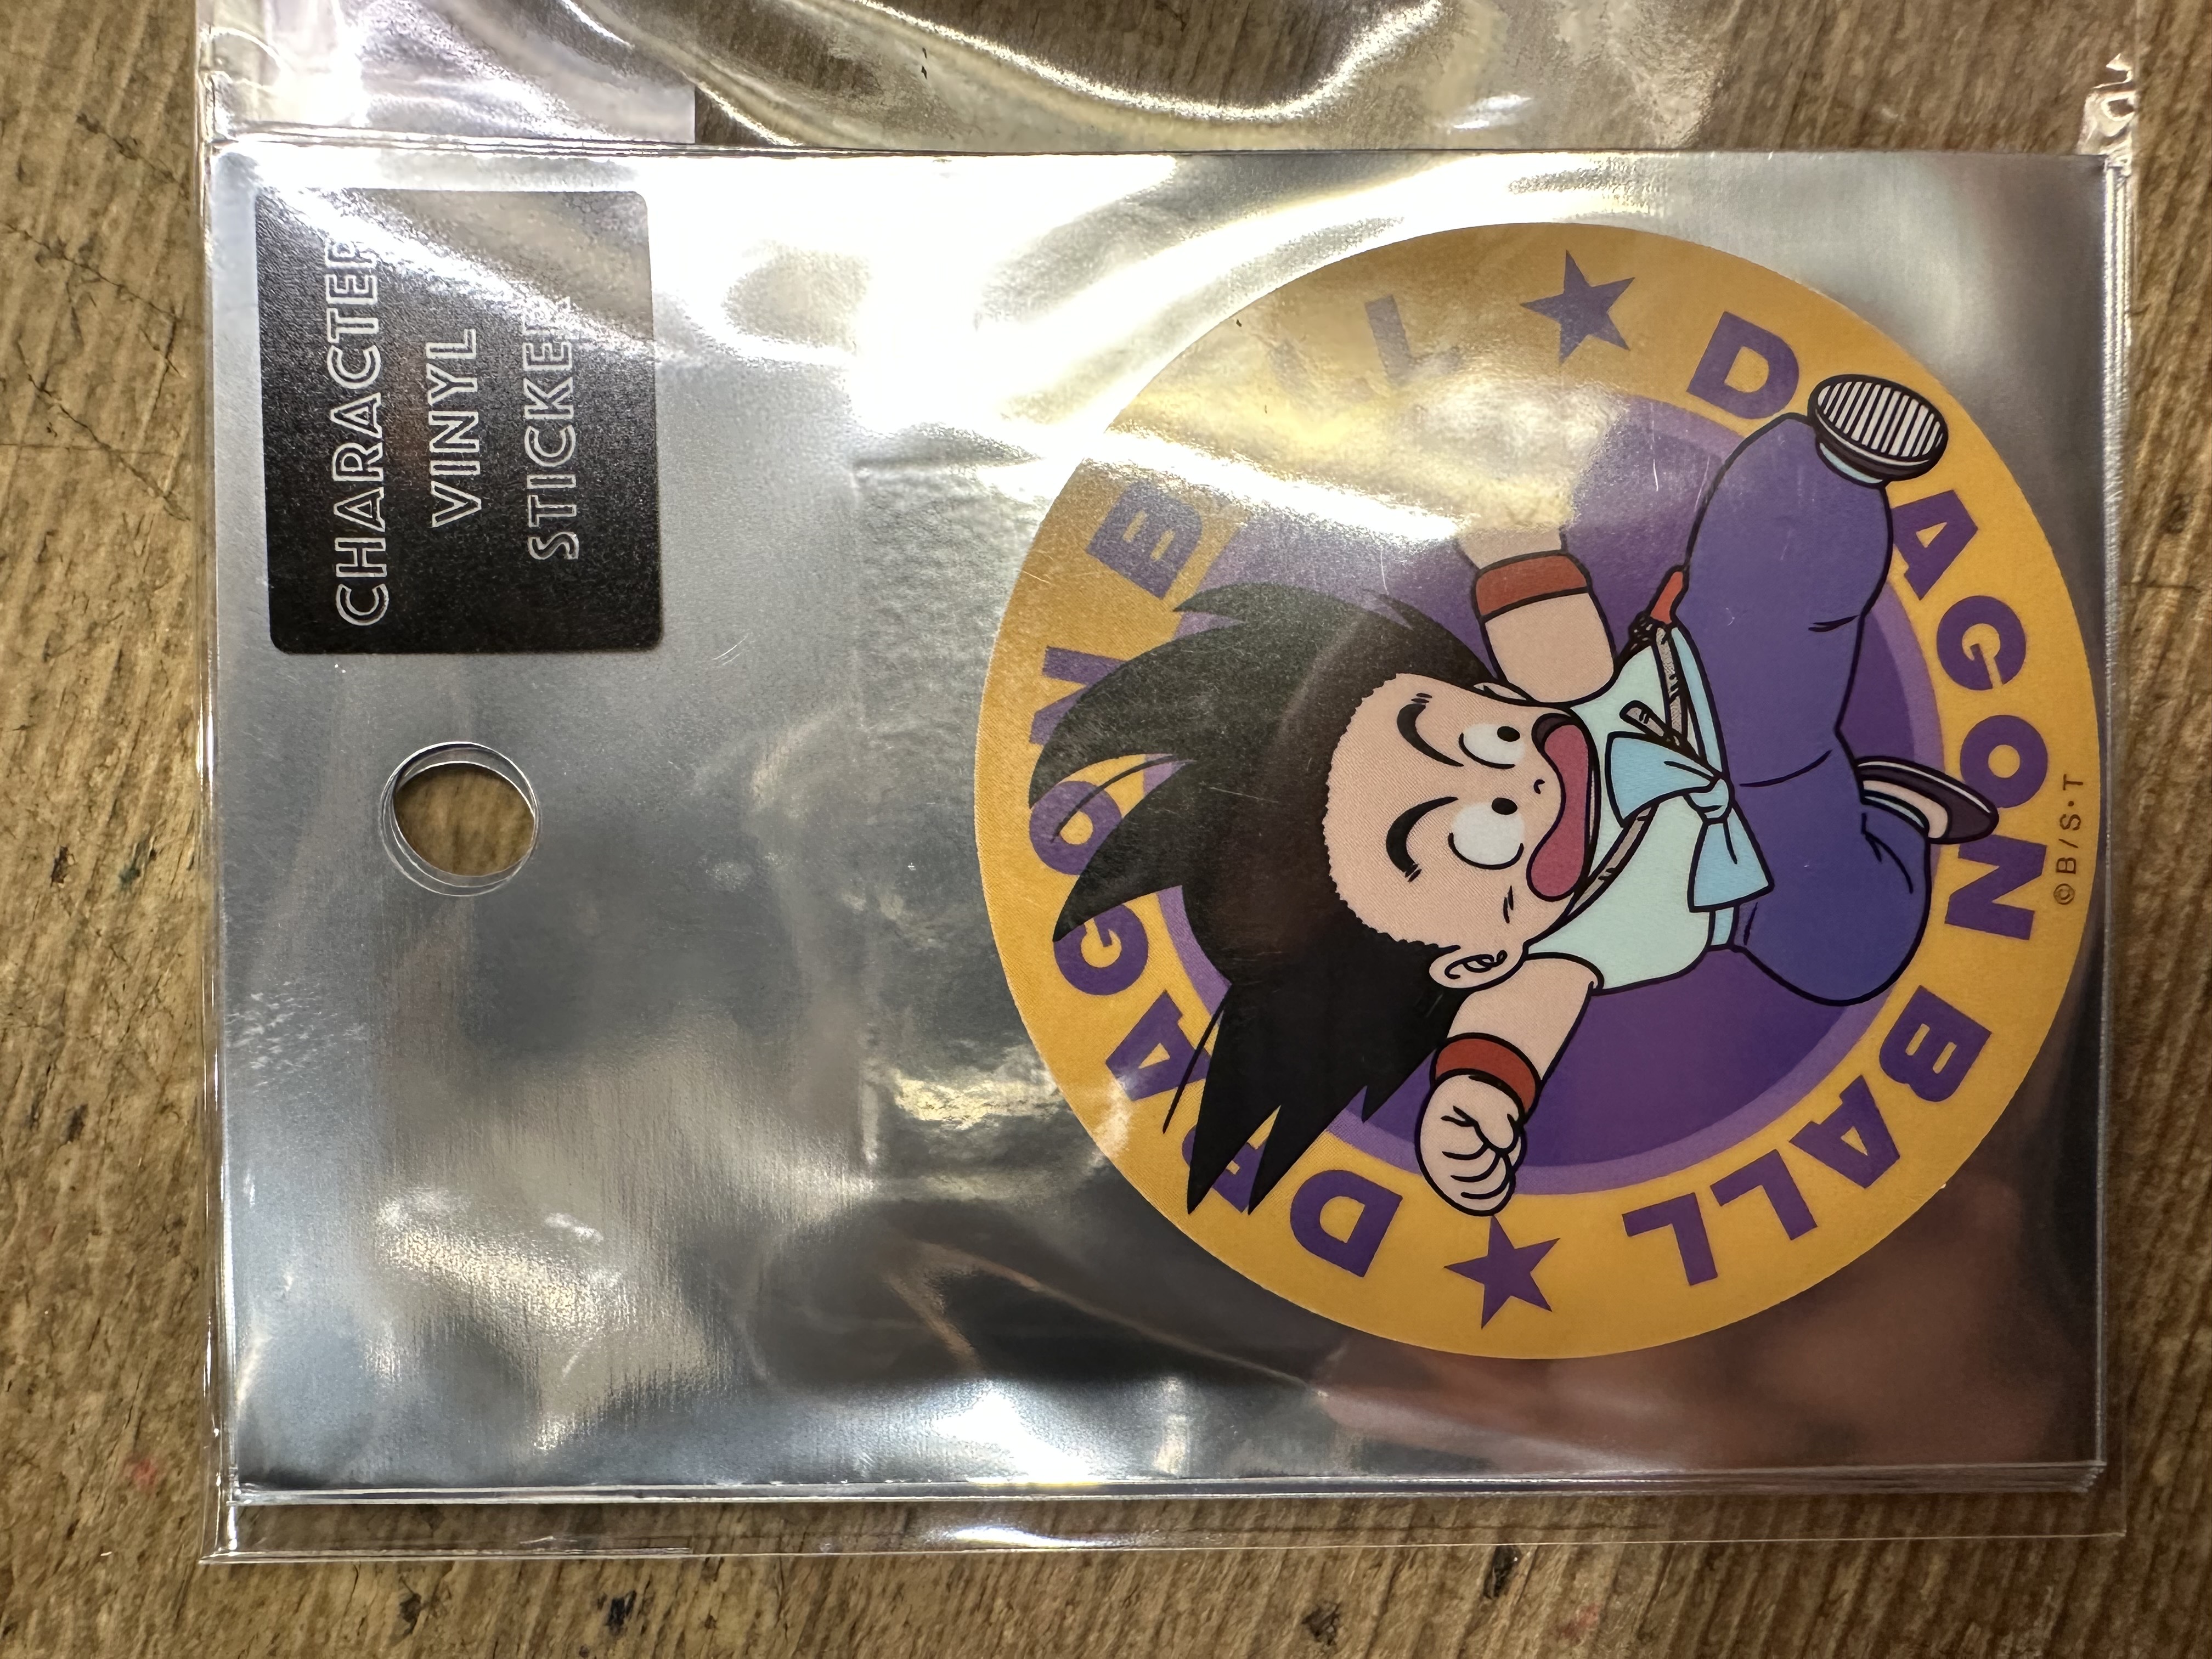 CHARACTER
VINYL
STICKER
DRAGON BALL
★
DRAGON BALL
★
©B/S・T